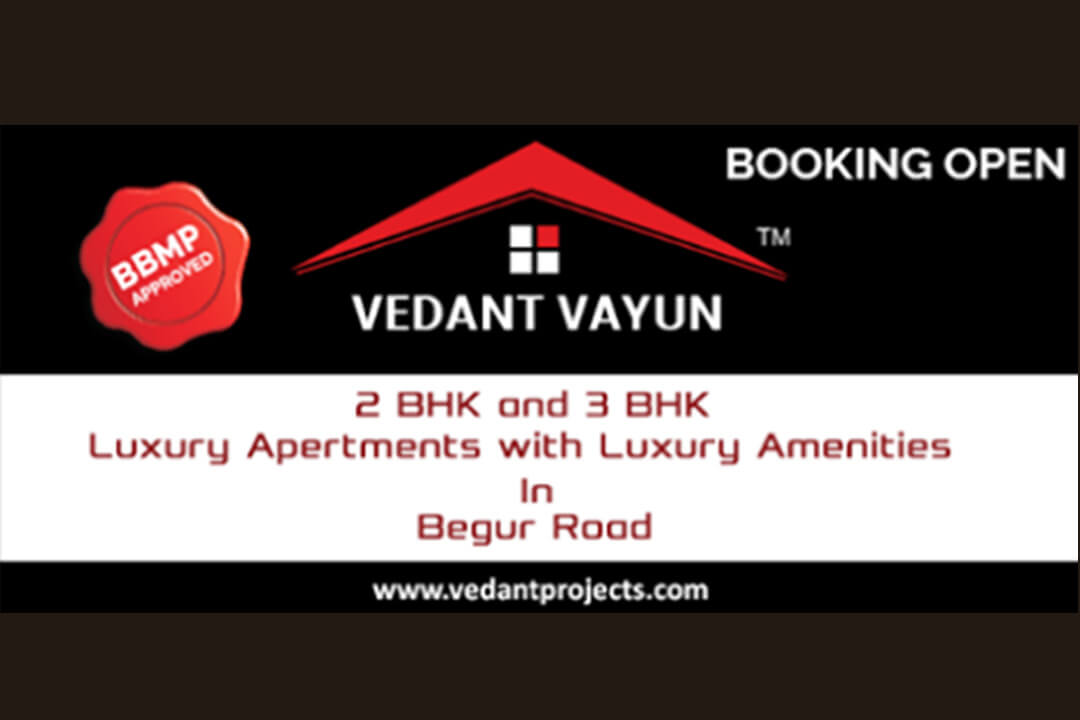 BOOKING OPEN
BBMP
APPROVED
TM
VEDANT VAYUN
2 BHK and 3 BHK
Luxury Apertments with Luxury Amenities
In
Begur Road
www.vedantprojects.com